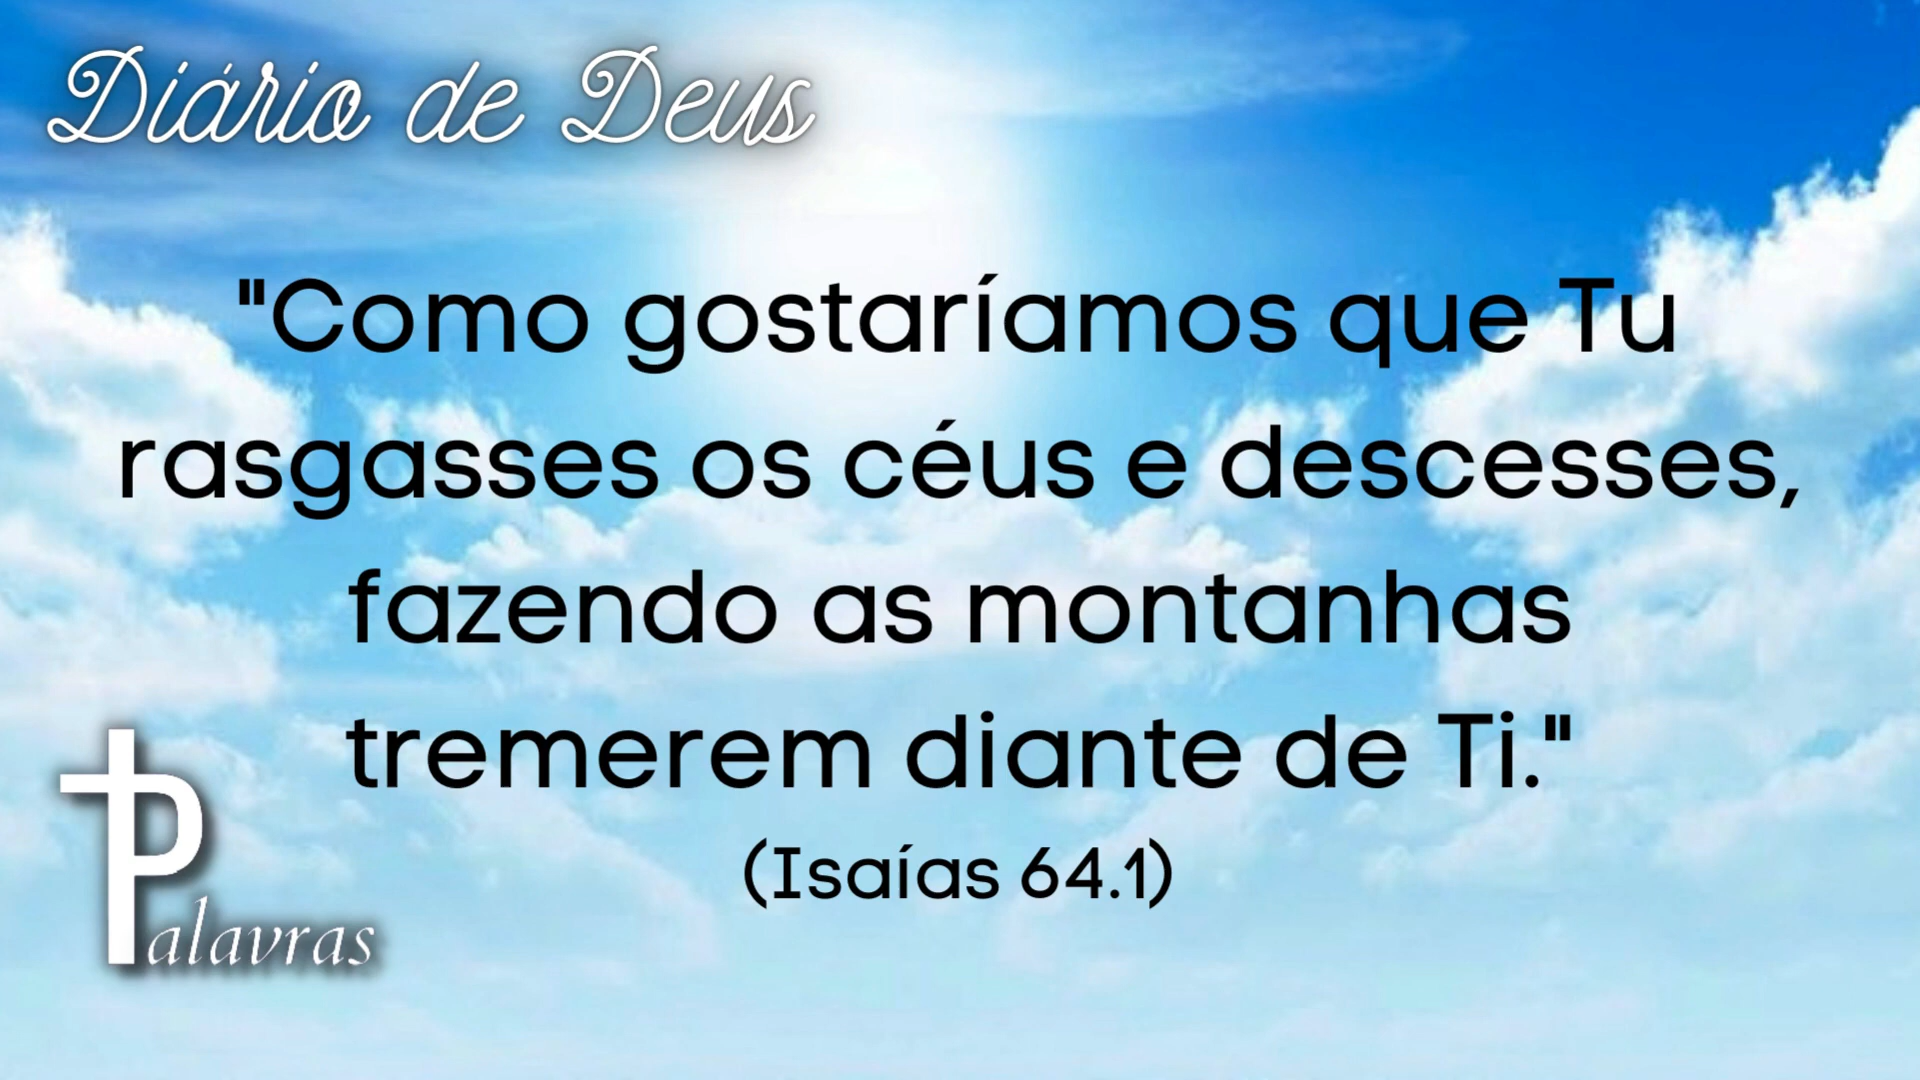 Diário de Deus
"Como gostaríamos que Tu
rasgasses os céus e descesses,
fazendo as montanhas
tremerem diante de Ti."
(Isaías 64.1)
Palavras